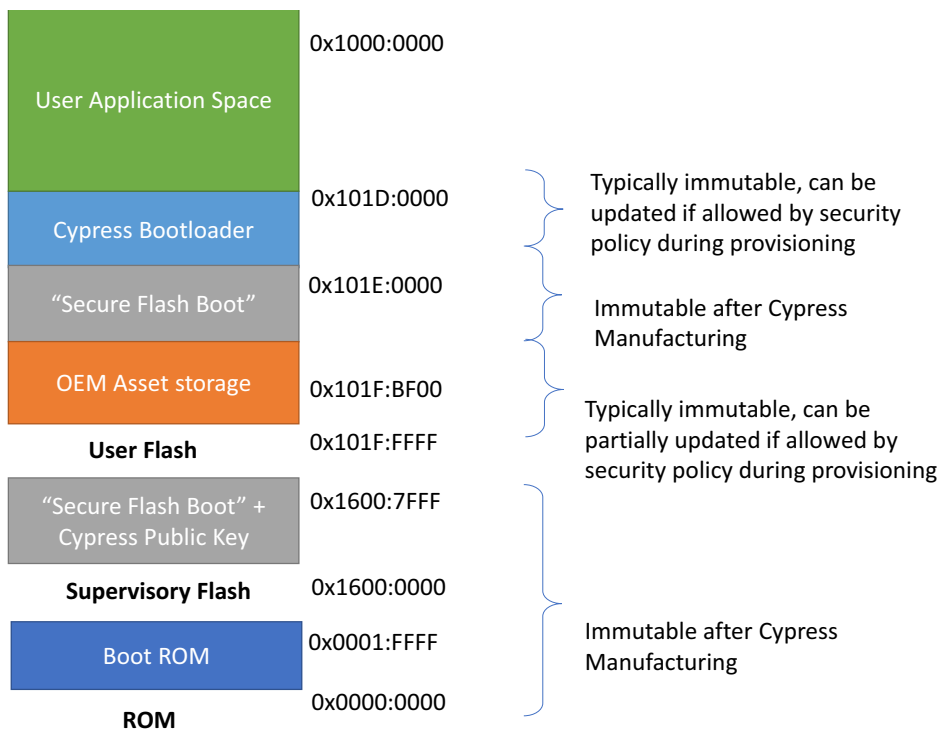 0x1000:0000
User Application Space
0x101D:0000
Typically immutable, can be
updated if allowed by security
policy during provisioning
Cypress Bootloader
0x101E:0000
“Secure Flash Boot”
Immutable after Cypress
Manufacturing
OEM Asset storage
0x101F:BF00
Typically immutable, can be
partially updated if allowed by
security policy during provisioning
0x101F:FFFF
User Flash
0x1600:7FFF
“Secure Flash Boot” +
Cypress Public Key
Supervisory Flash
0x1600:0000
0x0001:FFFF
Boot ROM
Immutable after Cypress
Manufacturing
0x0000:0000
ROM